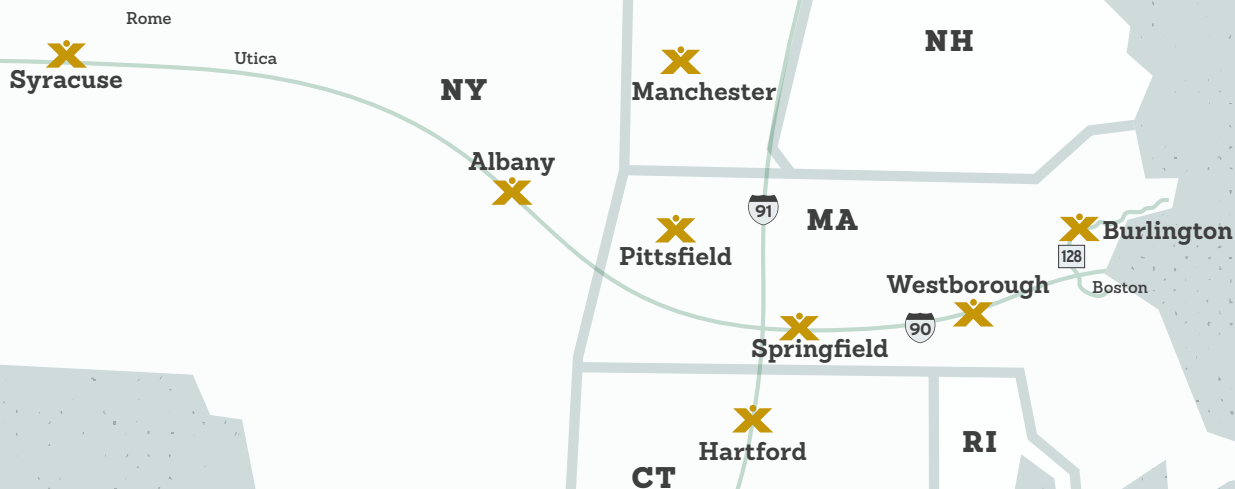 Rome
NH
Utica
Syracuse
NY
Manchester
Albany
91
MA
Burlington
Pittsfield
128
Westborough
Boston
90
Springfield
RI
Hartford
CT